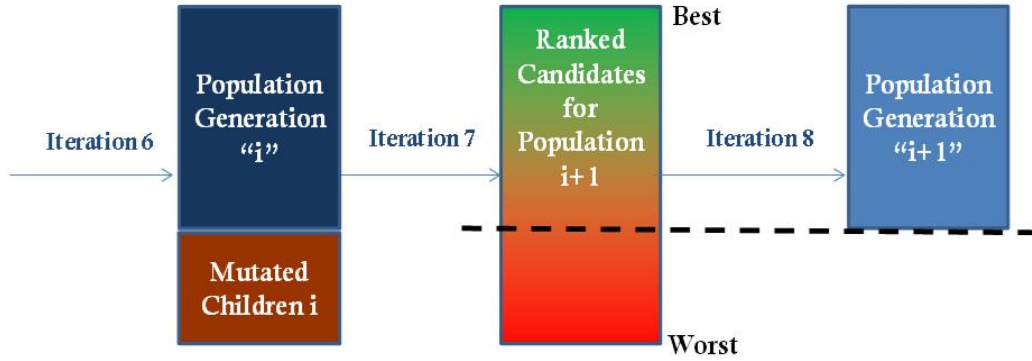 Iteration 6
Population
Generation
“i”
Mutated
Children i
Iteration 7
Best
Ranked
Candidates
for
Population
i+1
Worst
Iteration 8
Population
Generation
“i+1”